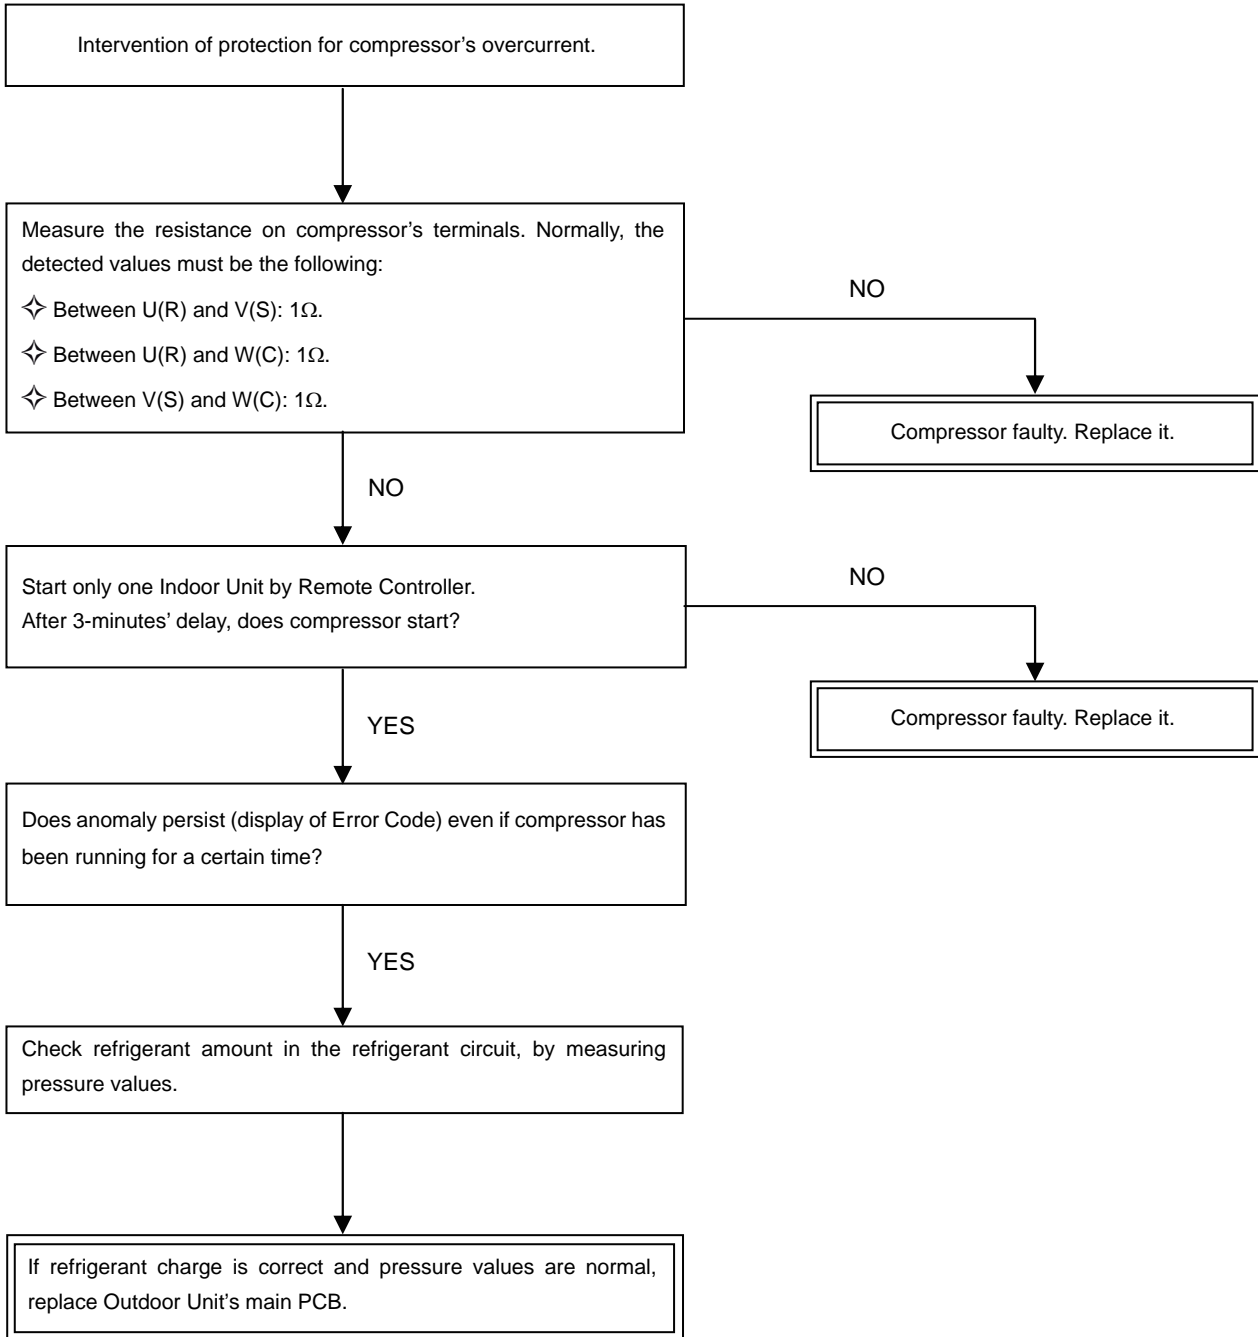 Intervention of protection for compressor’s overcurrent.
Measure the resistance on compressor’s terminals. Normally, the
detected values must be the following:
✧ Between U(R) and V(S): 1Ω.
✧ Between U(R) and W(C): 1Ω.
✧ Between V(S) and W(C): 1Ω.
NO
Compressor faulty. Replace it.
NO
Start only one Indoor Unit by Remote Controller.
After 3-minutes’ delay, does compressor start?
NO
Compressor faulty. Replace it.
YES
Does anomaly persist (display of Error Code) even if compressor has
been running for a certain time?
YES
Check refrigerant amount in the refrigerant circuit, by measuring
pressure values.
If refrigerant charge is correct and pressure values are normal,
replace Outdoor Unit’s main PCB.